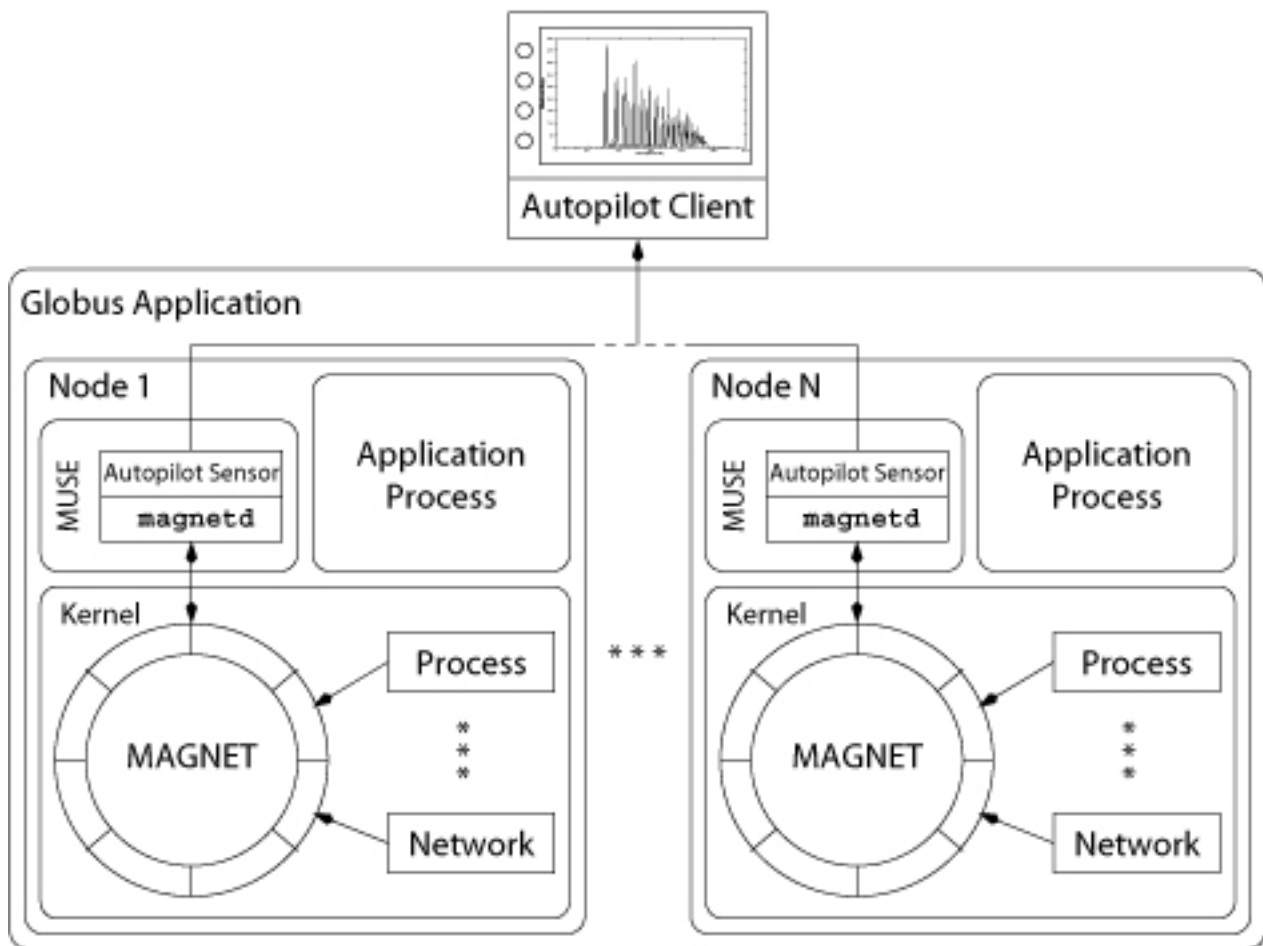 Autopilot Client
Globus Application
Node 1
MUSE
Autopilot Sensor
magnetd
Application
Process
Kernel
MAGNET
Process
* * *
Network
* * *
Node N
MUSE
Autopilot Sensor
magnetd
Application
Process
Kernel
MAGNET
Process
* * *
Network